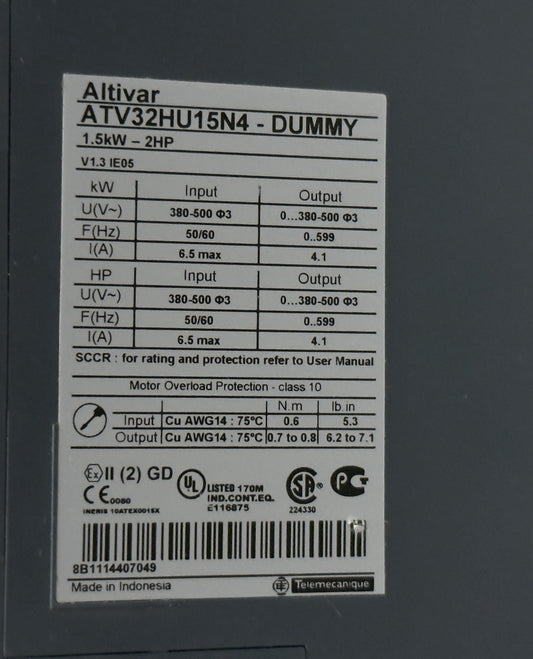 Altivar
ATV32HU15N4 - DUMMY
1.5kW – 2HP
V1.3 IE05
kW Input Output
U(V~) 380-500 Φ3 0...380-500 Φ3
F(Hz) 50/60 0..599
I(A) 6.5 max 4.1
HP Input Output
U(V~) 380-500 Φ3 0...380-500 Φ3
F(Hz) 50/60 0..599
I(A) 6.5 max 4.1
SCCR : for rating and protection refer to User Manual
Motor Overload Protection - class 10
N.m lb.in
Input Cu AWG14 : 75ºC 0.6 5.3
Output Cu AWG14 : 75ºC 0.7 to 0.8 6.2 to 7.1
Ex II (2) GD
CE 0080
INERIS 10ATEX0015X
UL LISTED 170M
IND.CONT.EQ.
E116875
SA ®
224330
8B1114407049
Made in Indonesia
Telemecanique